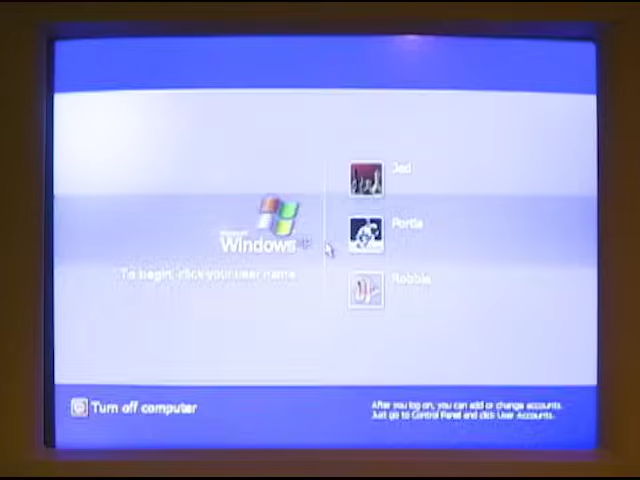 Jed
Portia
Robbie
Microsoft
Windows xp
To begin, click your user name
Turn off computer
After you log on, you can add or change accounts.
Just go to Control Panel and click User Accounts.